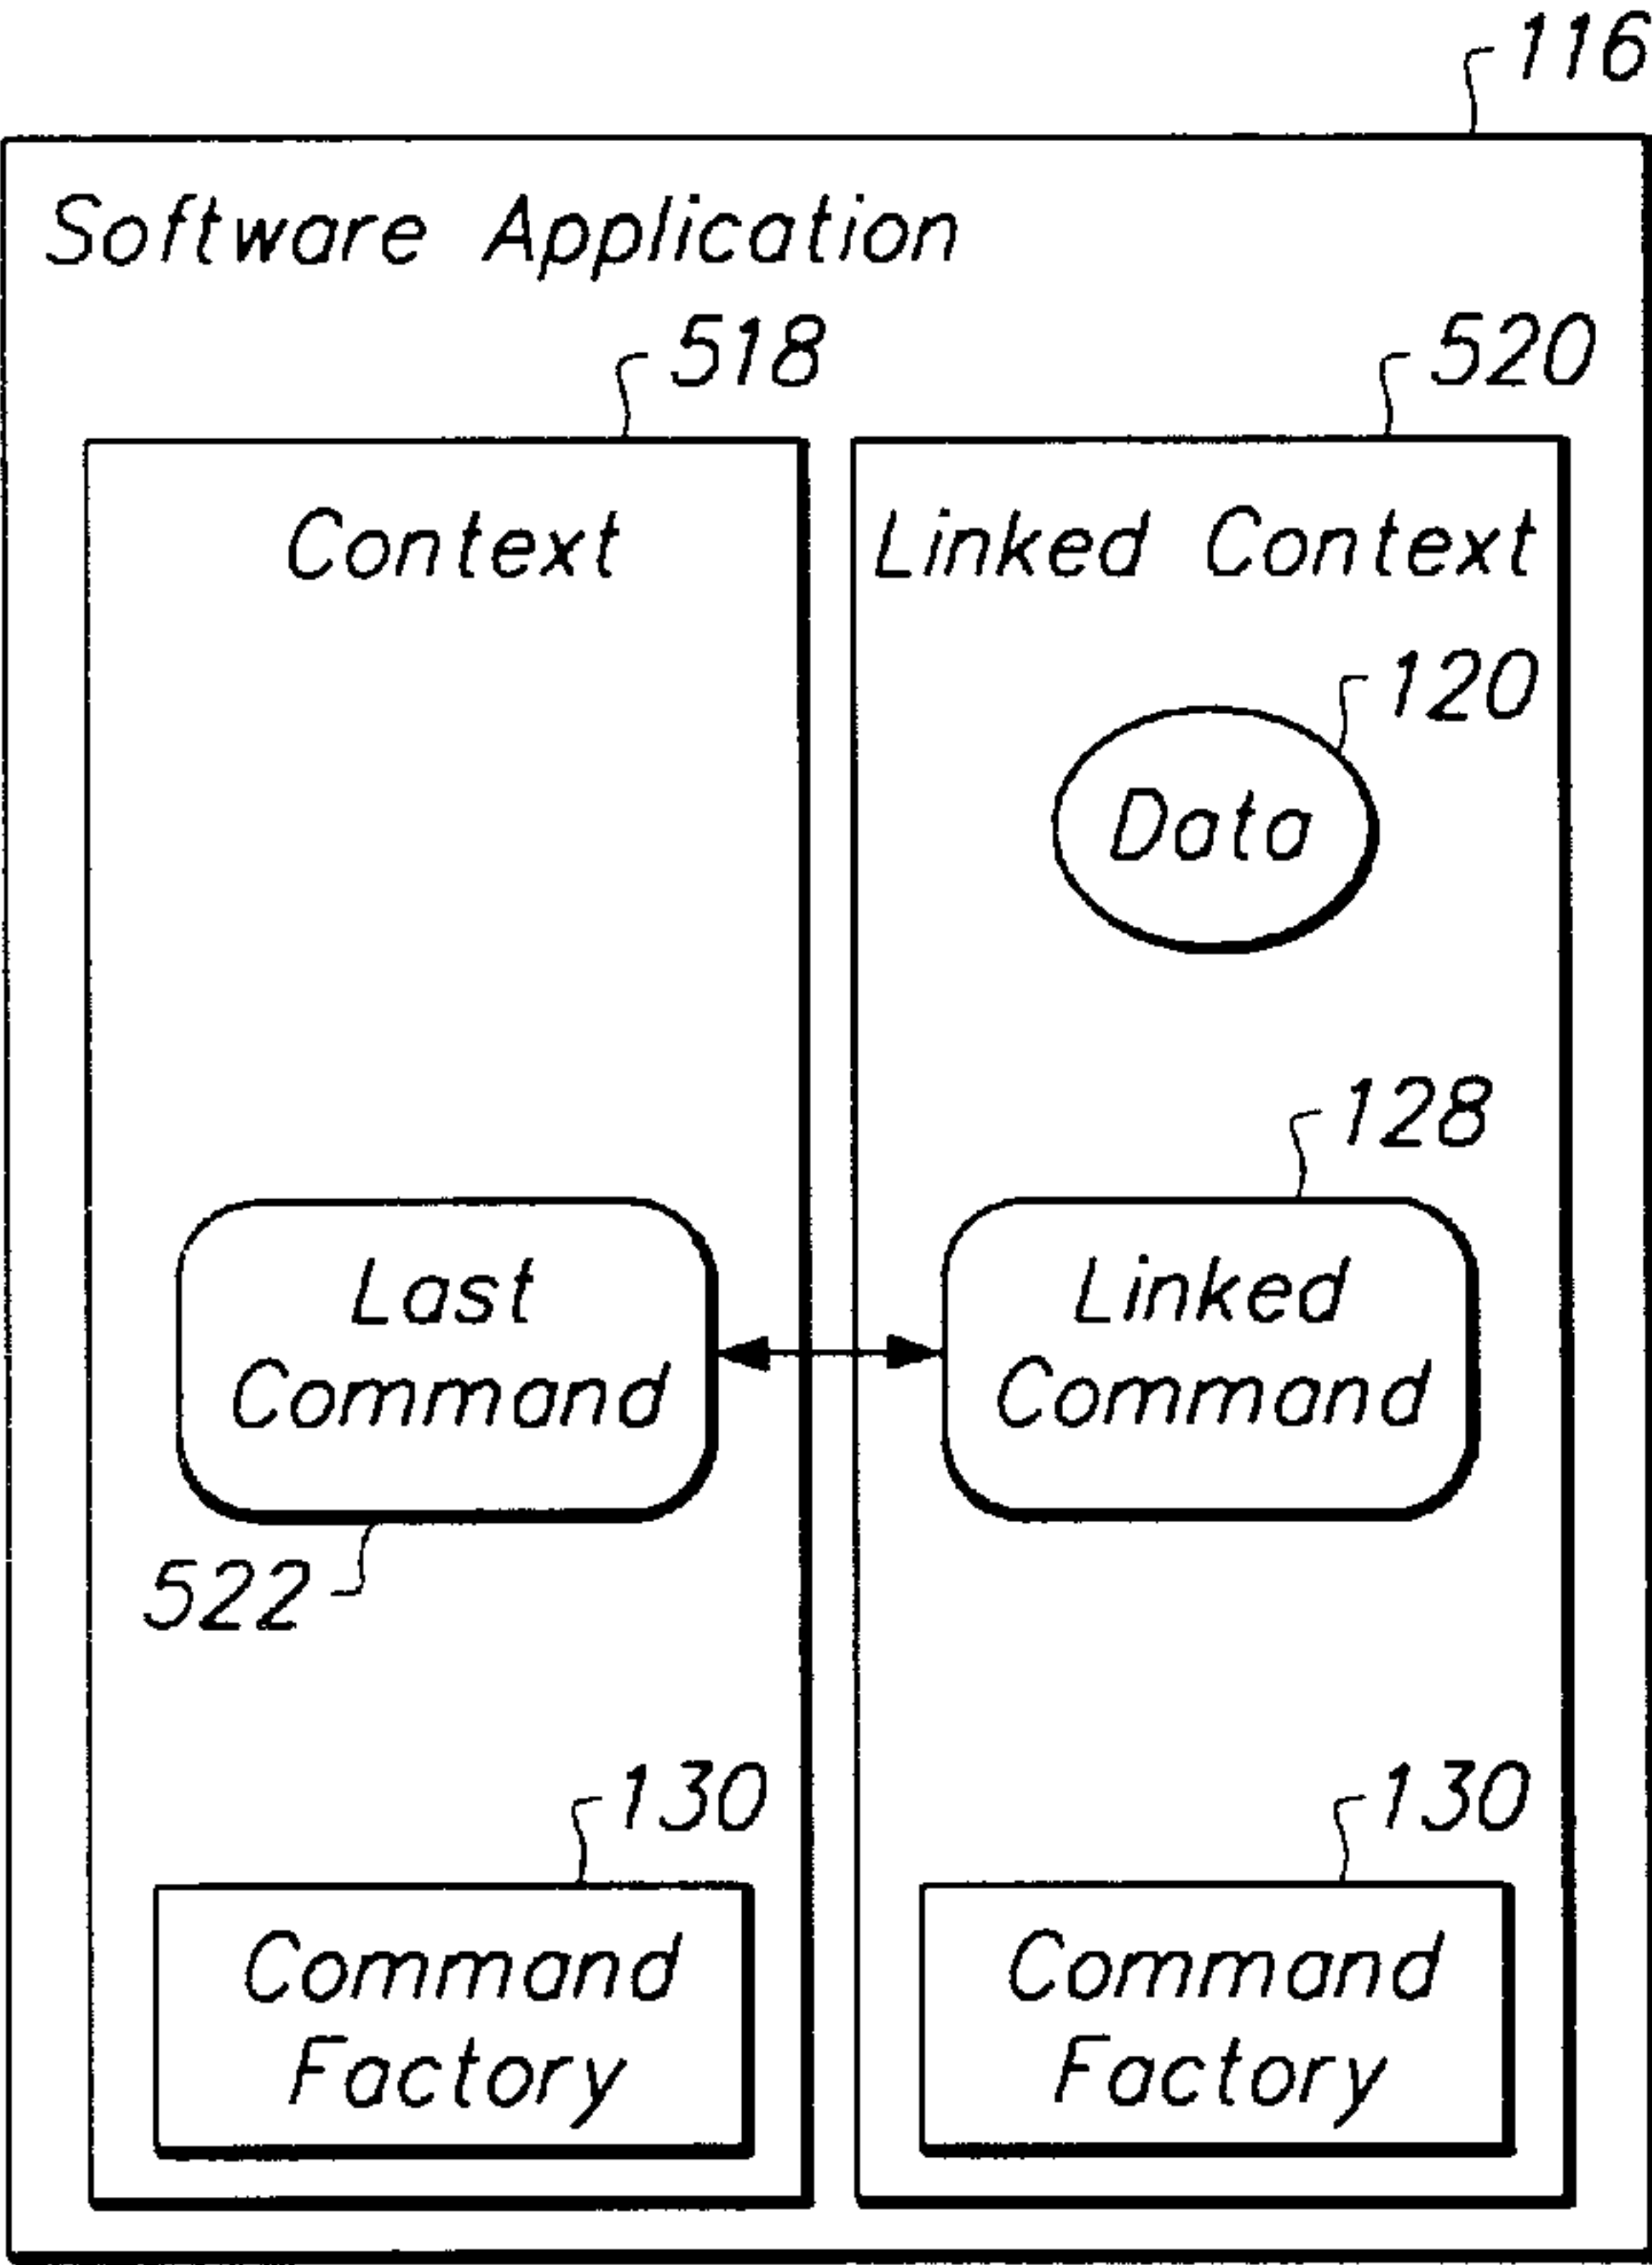 116
Software Application
518
520
Context
Linked Context
120
Data
128
Last
Command
Linked
Command
522
130
130
Command
Factory
Command
Factory